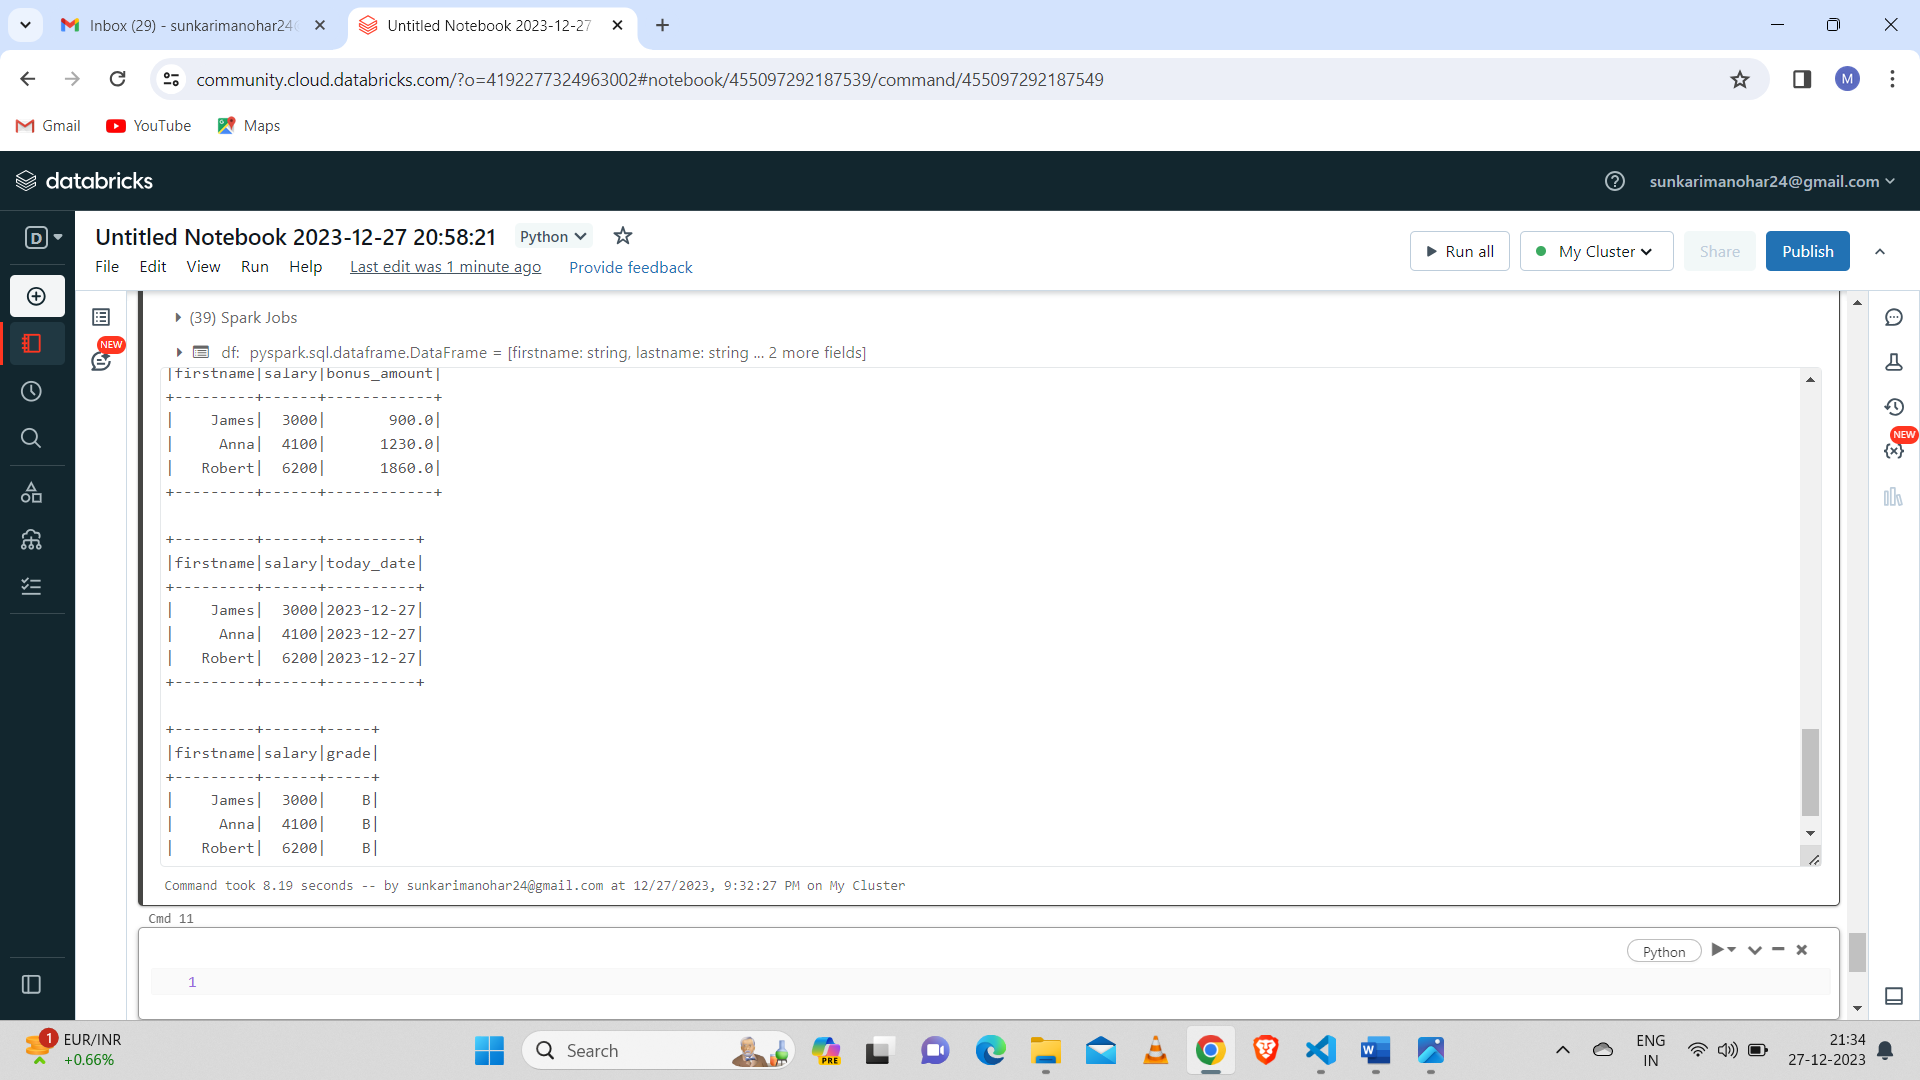 Inbox (29) - sunkarimanohar24
Untitled Notebook 2023-12-27
community.cloud.databricks.com/?o=4192277324963002#notebook/455097292187539/command/455097292187549
M
Gmail
YouTube
Maps
databricks
sunkarimanohar24@gmail.com
D
Untitled Notebook 2023-12-27 20:58:21
Python
File
Edit
View
Run
Help
Last edit was 1 minute ago
Provide feedback
Run all
My Cluster
Share
Publish
NEW
NEW
(39) Spark Jobs
df: pyspark.sql.dataframe.DataFrame = [firstname: string, lastname: string ... 2 more fields]
|firstname|salary|bonus_amount|
+---------+------+------------+
|    James|  3000|       900.0|
|     Anna|  4100|      1230.0|
|   Robert|  6200|      1860.0|
+---------+------+------------+
+---------+------+----------+
|firstname|salary|today_date|
+---------+------+----------+
|    James|  3000|2023-12-27|
|     Anna|  4100|2023-12-27|
|   Robert|  6200|2023-12-27|
+---------+------+----------+
+---------+------+-----+
|firstname|salary|grade|
+---------+------+-----+
|    James|  3000|    B|
|     Anna|  4100|    B|
|   Robert|  6200|    B|
Command took 8.19 seconds -- by sunkarimanohar24@gmail.com at 12/27/2023, 9:32:27 PM on My Cluster
Cmd 11
Python
1
1
EUR/INR
+0.66%
Search
PRE
ENG
IN
21:34
27-12-2023